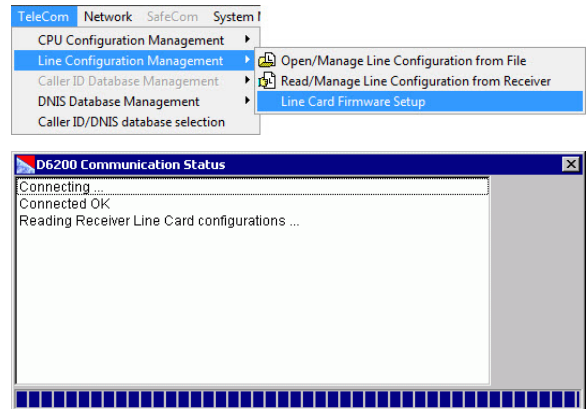 TeleCom Network SafeCom System
CPU Configuration Management
Line Configuration Management
Caller ID Database Management
DNIS Database Management
Caller ID/DNIS database selection
Open/Manage Line Configuration from File
Read/Manage Line Configuration from Receiver
Line Card Firmware Setup
D6200 Communication Status
Connecting ...
Connected OK
Reading Receiver Line Card configurations ...